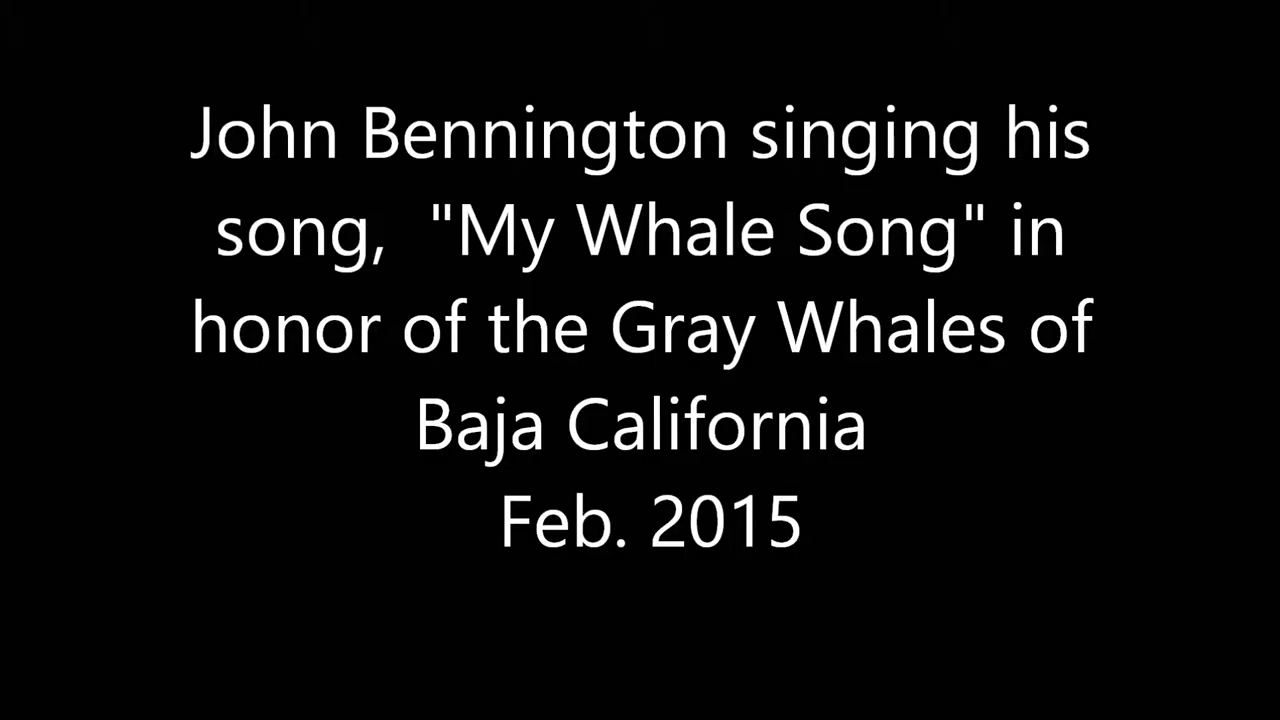 John Bennington singing his
song,  "My Whale Song" in
honor of the Gray Whales of
Baja California
Feb. 2015